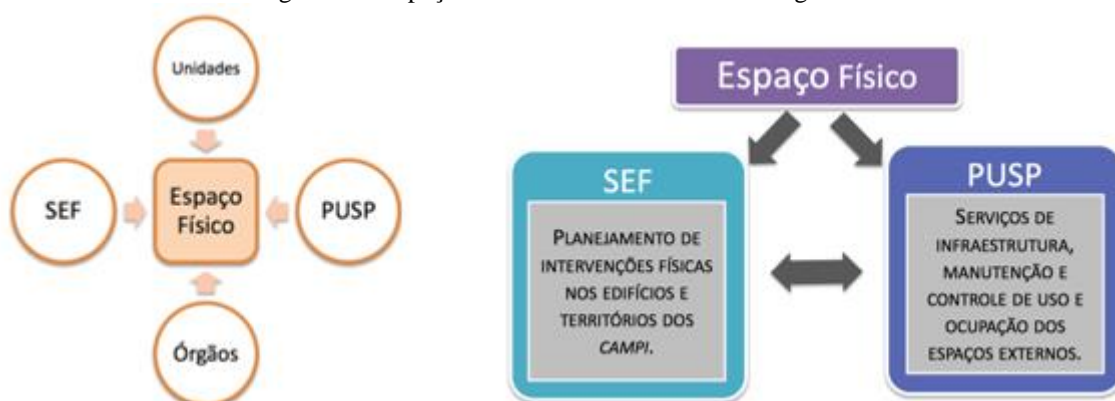 Unidades
SEF
Espaço
Físico
PUSP
Órgãos
Espaço Físico
SEF
PLANEJAMENTO DE
INTERVENÇÕES FÍSICAS
NOS EDIFÍCIOS E
TERRITÓRIOS DOS
CAMPI.
PUSP
SERVIÇOS DE
INFRAESTRUTURA,
MANUTENÇÃO E
CONTROLE DE USO E
OCUPAÇÃO DOS
ESPAÇOS EXTERNOS.